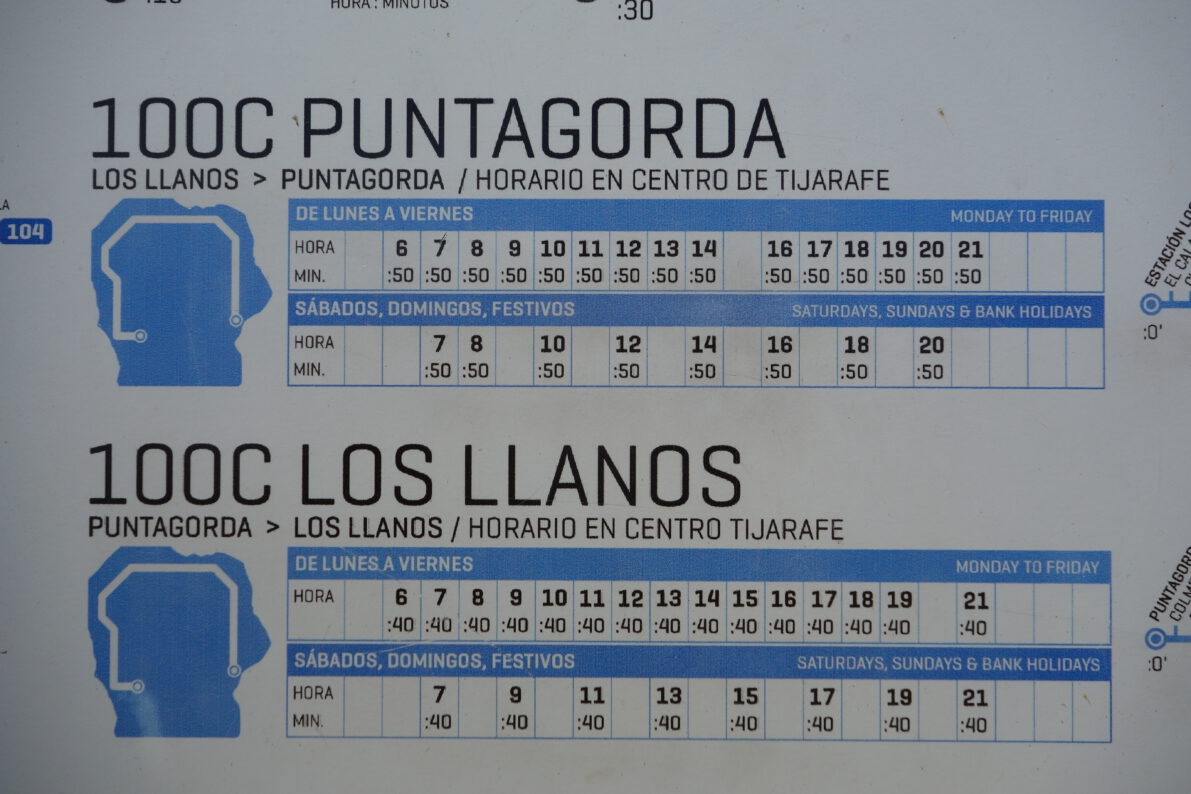 HORA : MINUTOS
:30
100C PUNTAGORDA
LOS LLANOS > PUNTAGORDA / HORARIO EN CENTRO DE TIJARAFE
104
DE LUNES A VIERNES MONDAY TO FRIDAY
HORA 6 7 8 9 10 11 12 13 14 16 17 18 19 20 21
MIN. :50 :50 :50 :50 :50 :50 :50 :50 :50 :50 :50 :50 :50 :50 :50
SÁBADOS, DOMINGOS, FESTIVOS SATURDAYS, SUNDAYS & BANK HOLIDAYS
HORA 7 8 10 12 14 16 18 20
MIN. :50 :50 :50 :50 :50 :50 :50 :50
ESTACIÓN
:0'
100C LOS LLANOS
PUNTAGORDA > LOS LLANOS / HORARIO EN CENTRO TIJARAFE
DE LUNES A VIERNES MONDAY TO FRIDAY
HORA 6 7 8 9 10 11 12 13 14 15 16 17 18 19 21
:40 :40 :40 :40 :40 :40 :40 :40 :40 :40 :40 :40 :40 :40 :40
SÁBADOS, DOMINGOS, FESTIVOS SATURDAYS, SUNDAYS & BANK HOLIDAYS
HORA 7 9 11 13 15 17 19 21
MIN. :40 :40 :40 :40 :40 :40 :40 :40
PUNTAGORD
:0'